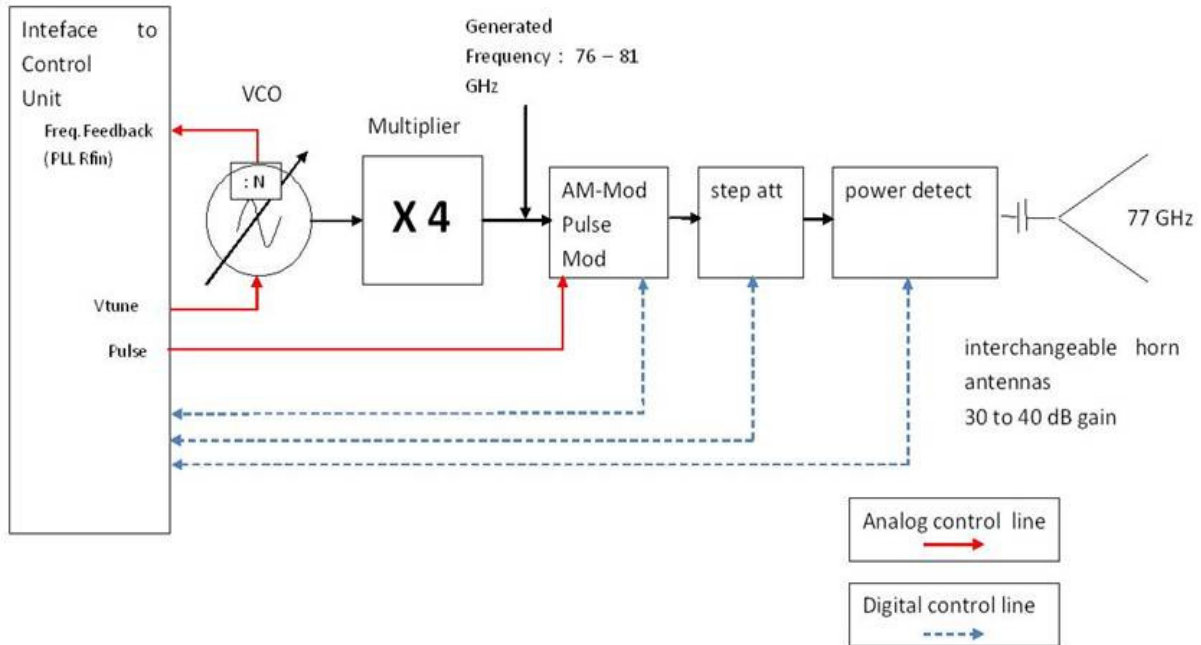 Inteface to
Control
Unit
Freq. Feedback
(PLL Rfin)
VCO
: N
Multiplier
X 4
Generated
Frequency : 76 – 81
GHz
AM-Mod
Pulse
Mod
step att
power detect
77 GHz
Vtune
Pulse
interchangeable horn
antennas
30 to 40 dB gain
Analog control line
Digital control line